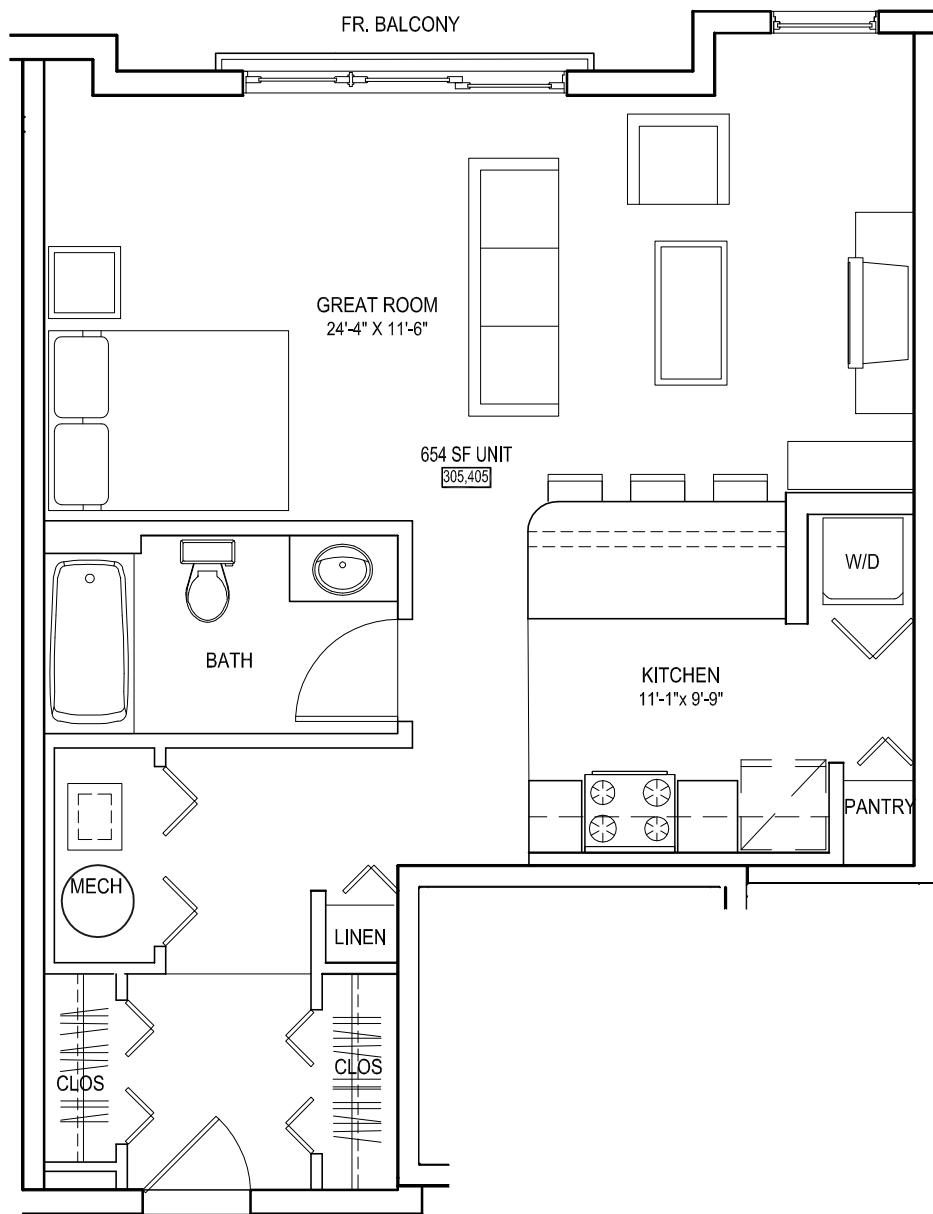 FR. BALCONY
GREAT ROOM
24'-4" X 11'-6"
654 SF UNIT
305,405
W/D
BATH
KITCHEN
11'-1"x 9'-9"
PANTRY
MECH
LINEN
CLOS
CLOS